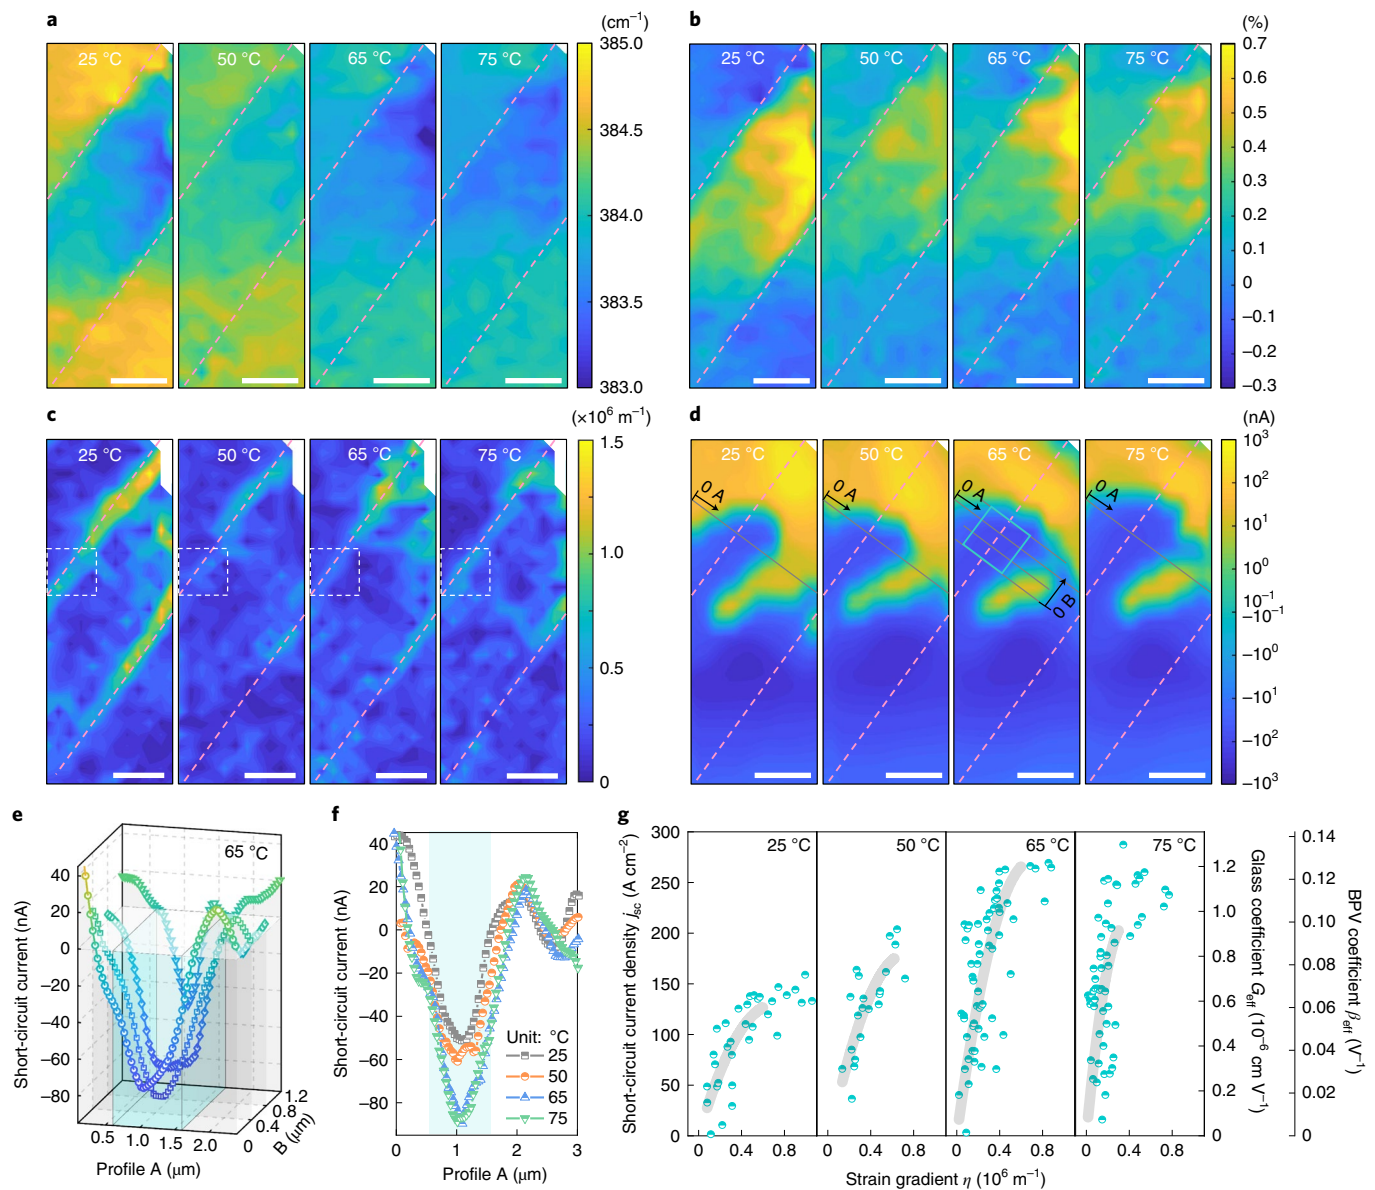 a
(cm⁻¹)
25 °C
50 °C
65 °C
75 °C
385.0
384.5
384.0
383.5
383.0
b
(%)
25 °C
50 °C
65 °C
75 °C
0.7
0.6
0.5
0.4
0.3
0.2
0.1
0
−0.1
−0.2
−0.3
c
(×10⁶ m⁻¹)
25 °C
50 °C
65 °C
75 °C
1.5
1.0
0.5
0
d
(nA)
25 °C
50 °C
65 °C
75 °C
0 A
0 A
0 A
0 A
0 B
10³
10²
10¹
10⁰
10⁻¹
−10⁻¹
−10⁰
−10¹
−10²
−10³
e
65 °C
Short-circuit current (nA)
40
20
0
−20
−40
−60
−80
0.5
1.0
1.5
2.0
Profile A (μm)
0
0.4
0.8
1.2
B (μm)
f
Short-circuit current (nA)
40
20
0
−20
−40
−60
−80
Unit: °C
25
50
65
75
0
1
2
3
Profile A (μm)
g
Short-circuit current density jsc (A cm⁻²)
300
250
200
150
100
50
0
25 °C
50 °C
65 °C
75 °C
0 0.4 0.8
0 0.4 0.8
0 0.4 0.8
0 0.4 0.8
Strain gradient η (10⁶ m⁻¹)
1.2
1.0
0.8
0.6
0.4
0.2
0
Glass coefficient Geff (10⁻⁶ cm V⁻¹)
0.14
0.12
0.10
0.08
0.06
0.04
0.02
0
BPV coefficient βeff (V⁻¹)